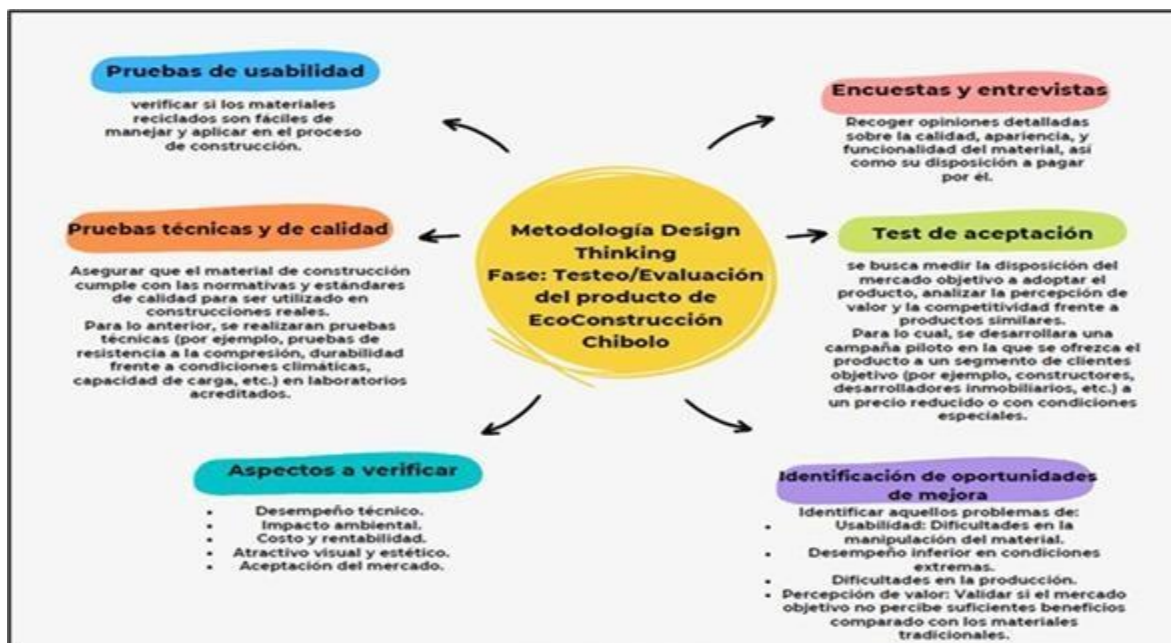 Pruebas de usabilidad
verificar si los materiales
reciclados son fáciles de
manejar y aplicar en el proceso
de construcción.
Encuestas y entrevistas
Recoger opiniones detalladas
sobre la calidad, apariencia, y
funcionalidad del material, así
como su disposición a pagar
por él.
Pruebas técnicas y de calidad
Asegurar que el material de construcción
cumple con las normativas y estándares
de calidad para ser utilizado en
construcciones reales.
Para lo anterior, se realizaran pruebas
técnicas (por ejemplo, pruebas de
resistencia a la compresión, durabilidad
frente a condiciones climáticas,
capacidad de carga, etc.) en laboratorios
acreditados.
Metodología Design
Thinking
Fase: Testeo/Evaluación
del producto de
EcoConstrucción
Chibolo
Test de aceptación
se busca medir la disposición del
mercado objetivo a adoptar el
producto, analizar la percepción de
valor y la competitividad frente a
productos similares.
Para lo cual, se desarrollara una
campaña piloto en la que se ofrezca el
producto a un segmento de clientes
objetivo (por ejemplo, constructores,
desarrolladores inmobiliarios, etc.) a
un precio reducido o con condiciones
especiales.
Aspectos a verificar
• Desempeño técnico.
• Impacto ambiental.
• Costo y rentabilidad.
• Atractivo visual y estético.
• Aceptación del mercado.
Identificación de oportunidades
de mejora
Identificar aquellos problemas de:
• Usabilidad: Dificultades en la
manipulación del material.
• Desempeño inferior en condiciones
extremas.
• Dificultades en la producción.
• Percepción de valor: Validar si el mercado
objetivo no percibe suficientes beneficios
comparado con los materiales
tradicionales.